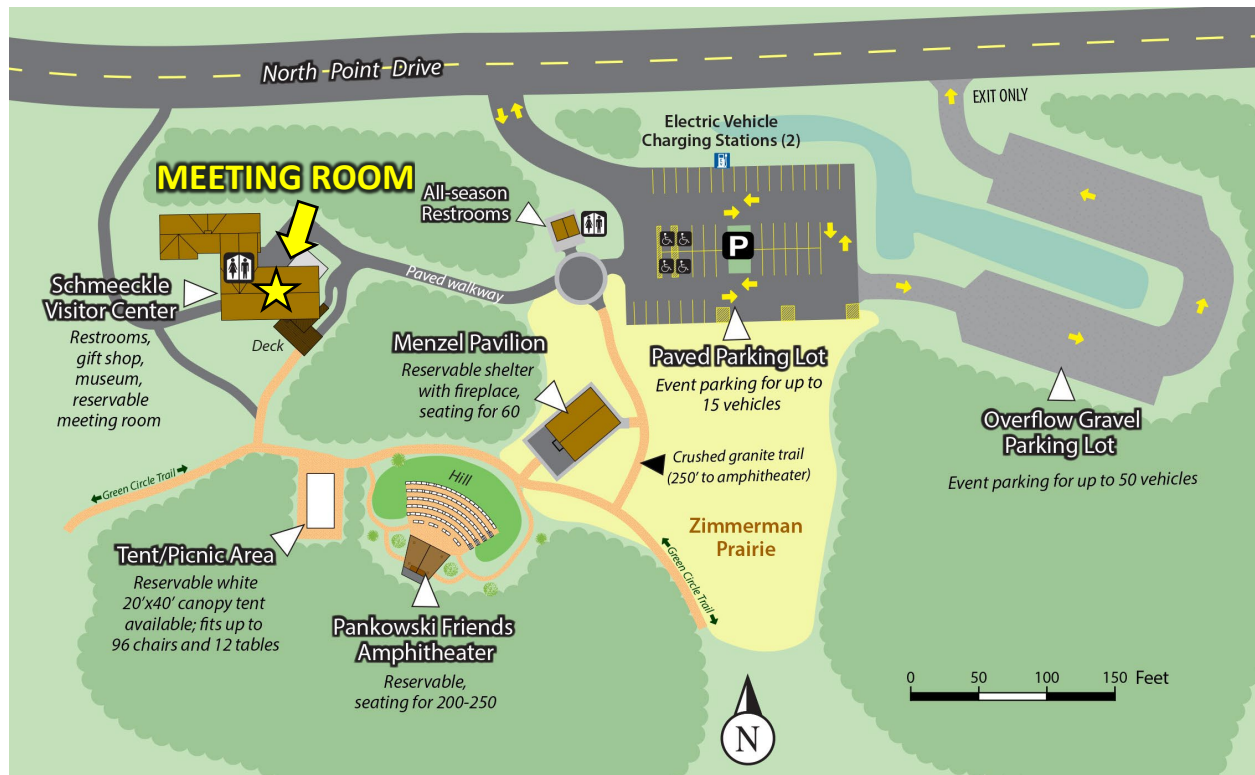 North Point Drive
EXIT ONLY
Electric Vehicle
Charging Stations (2)
MEETING ROOM
All-season
Restrooms
P
Paved walkway
Schmeeckle
Visitor Center
Restrooms,
gift shop,
museum,
reservable
meeting room
Deck
Menzel Pavilion
Reservable shelter
with fireplace,
seating for 60
Paved Parking Lot
Event parking for up to
15 vehicles
Overflow Gravel
Parking Lot
Event parking for up to 50 vehicles
Crushed granite trail
(250' to amphitheater)
Green Circle Trail
Hill
Zimmerman
Prairie
Green Circle Trail
Tent/Picnic Area
Reservable white
20'x40' canopy tent
available; fits up to
96 chairs and 12 tables
Pankowski Friends
Amphitheater
Reservable,
seating for 200-250
0 50 100 150 Feet
N